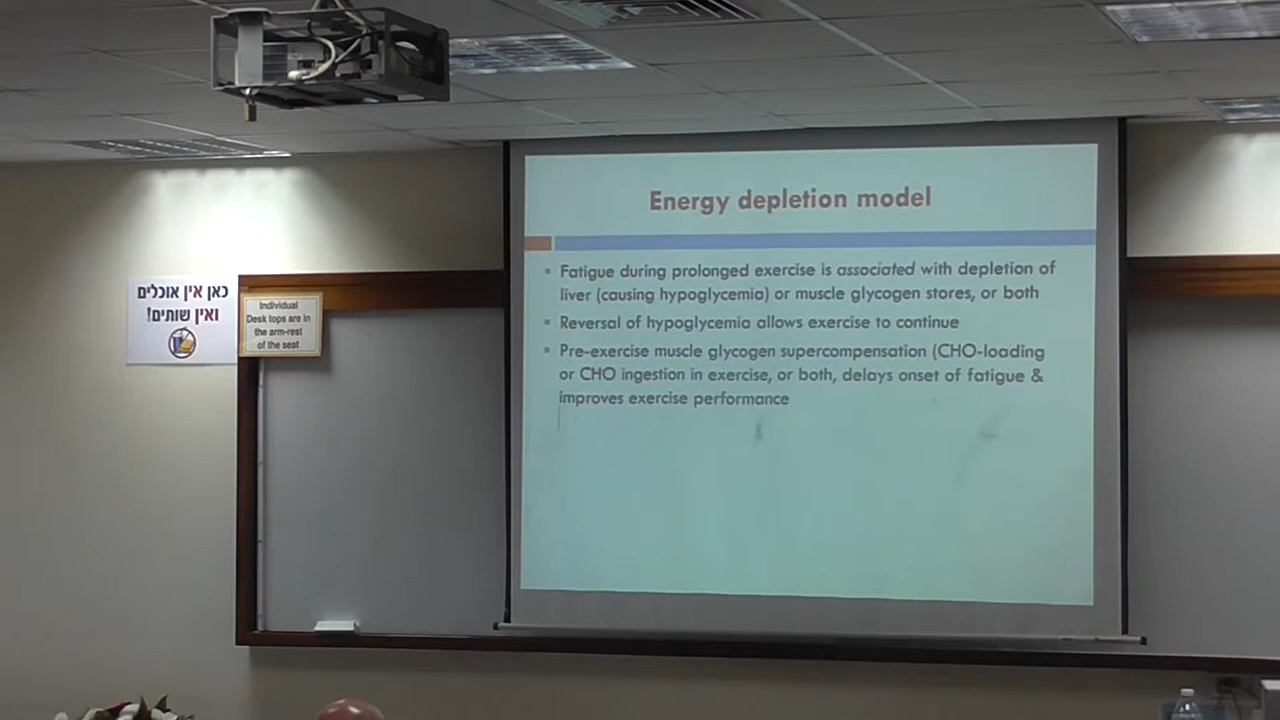 Energy depletion model
▪ Fatigue during prolonged exercise is associated with depletion of
liver (causing hypoglycemia) or muscle glycogen stores, or both
▪ Reversal of hypoglycemia allows exercise to continue
▪ Pre-exercise muscle glycogen supercompensation (CHO-loading
or CHO ingestion in exercise, or both, delays onset of fatigue &
improves exercise performance
כאן אין אוכלים
ואין שותים!
Individual
Desk tops are in
the arm-rest
of the seat